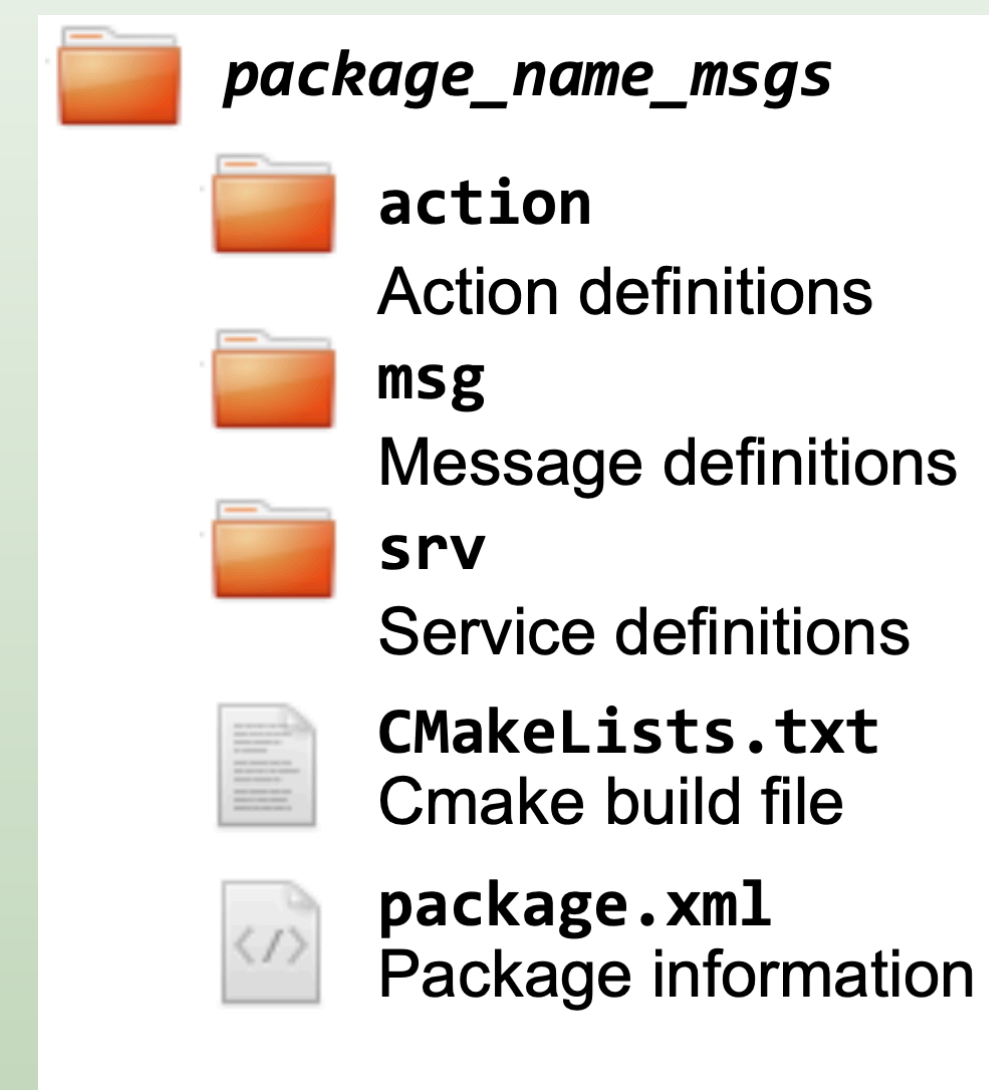 package_name_msgs
action
Action definitions
msg
Message definitions
srv
Service definitions
CMakeLists.txt
Cmake build file
package.xml
Package information